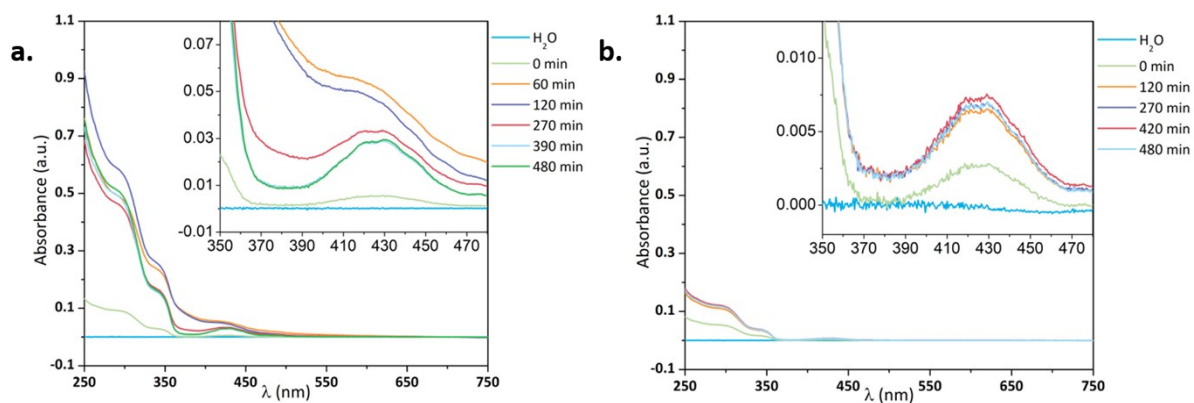 a.
1.1
0.9
0.7
0.5
0.3
0.1
-0.1
Absorbance (a.u.)
250 350 450 550 650 750
λ (nm)
0.07
0.05
0.03
0.01
-0.01
350 370 390 410 430 450 470
H₂O
0 min
60 min
120 min
270 min
390 min
480 min
b.
1.1
0.9
0.7
0.5
0.3
0.1
-0.1
Absorbance (a.u.)
250 350 450 550 650 750
λ (nm)
0.010
0.005
0.000
350 370 390 410 430 450 470
H₂O
0 min
120 min
270 min
420 min
480 min